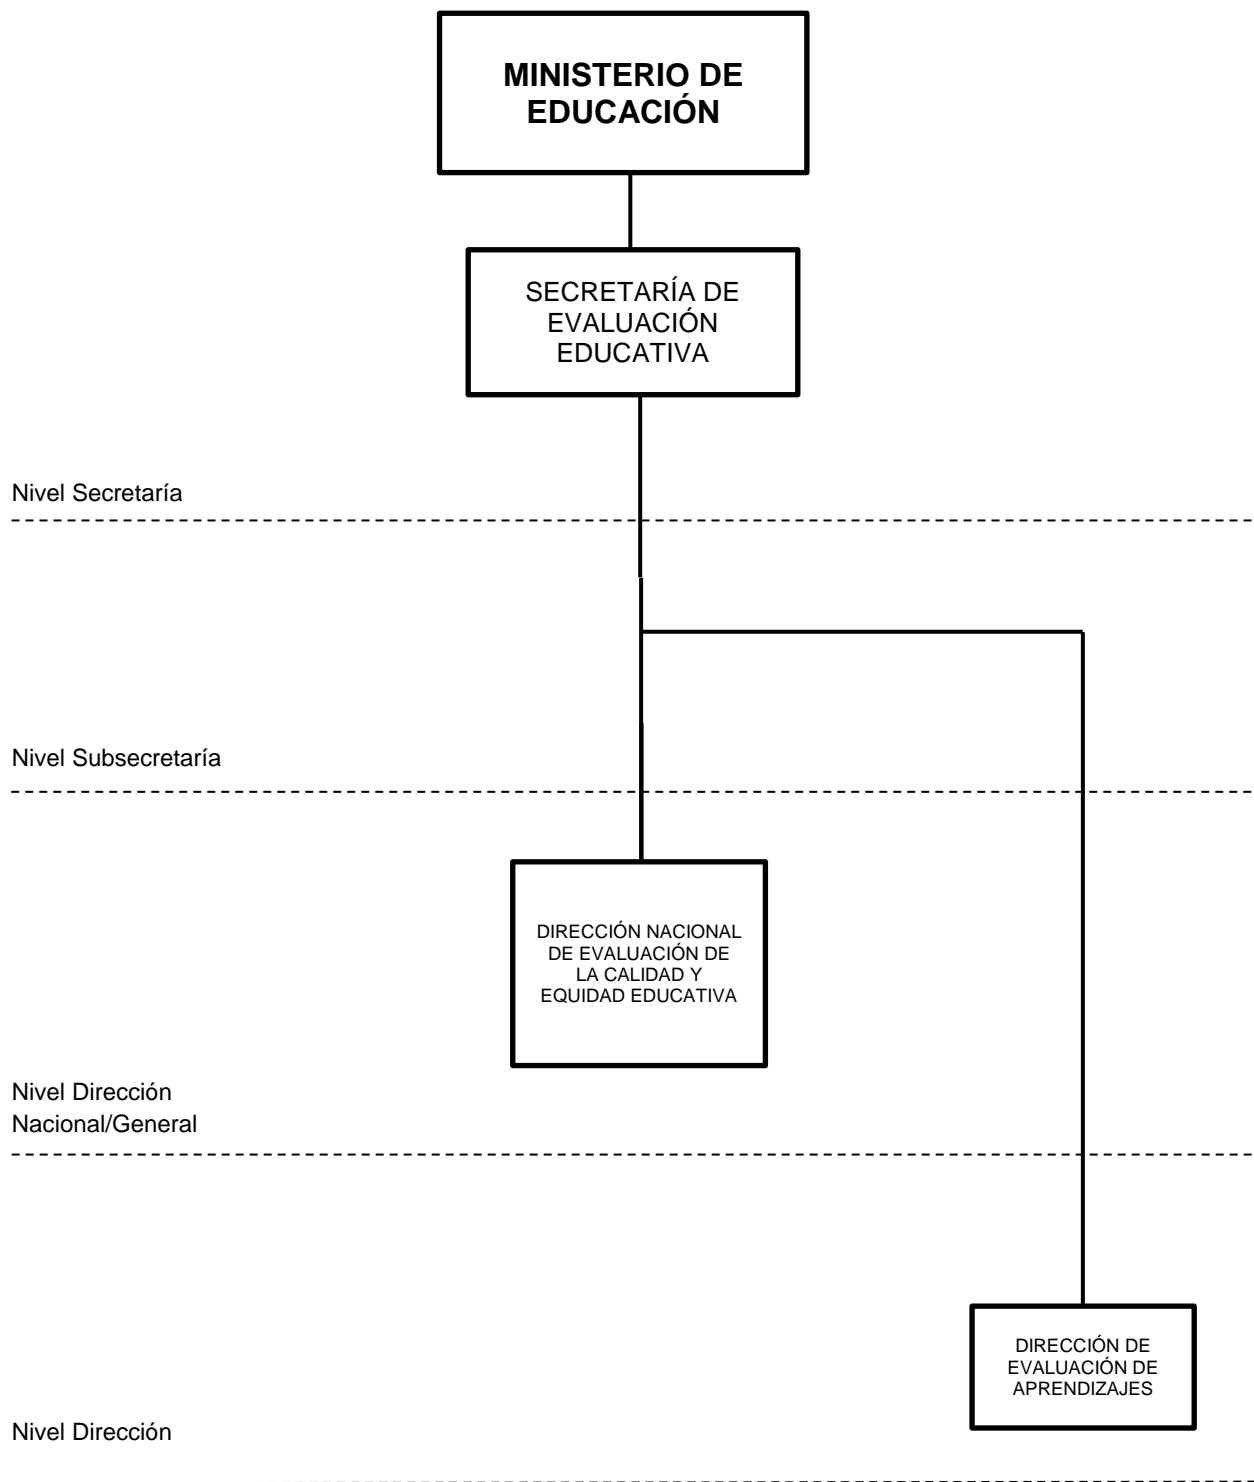 MINISTERIO DE
EDUCACIÓN
SECRETARÍA DE
EVALUACIÓN
EDUCATIVA
Nivel Secretaría
Nivel Subsecretaría
DIRECCIÓN NACIONAL
DE EVALUACIÓN DE
LA CALIDAD Y
EQUIDAD EDUCATIVA
Nivel Dirección
Nacional/General
DIRECCIÓN DE
EVALUACIÓN DE
APRENDIZAJES
Nivel Dirección